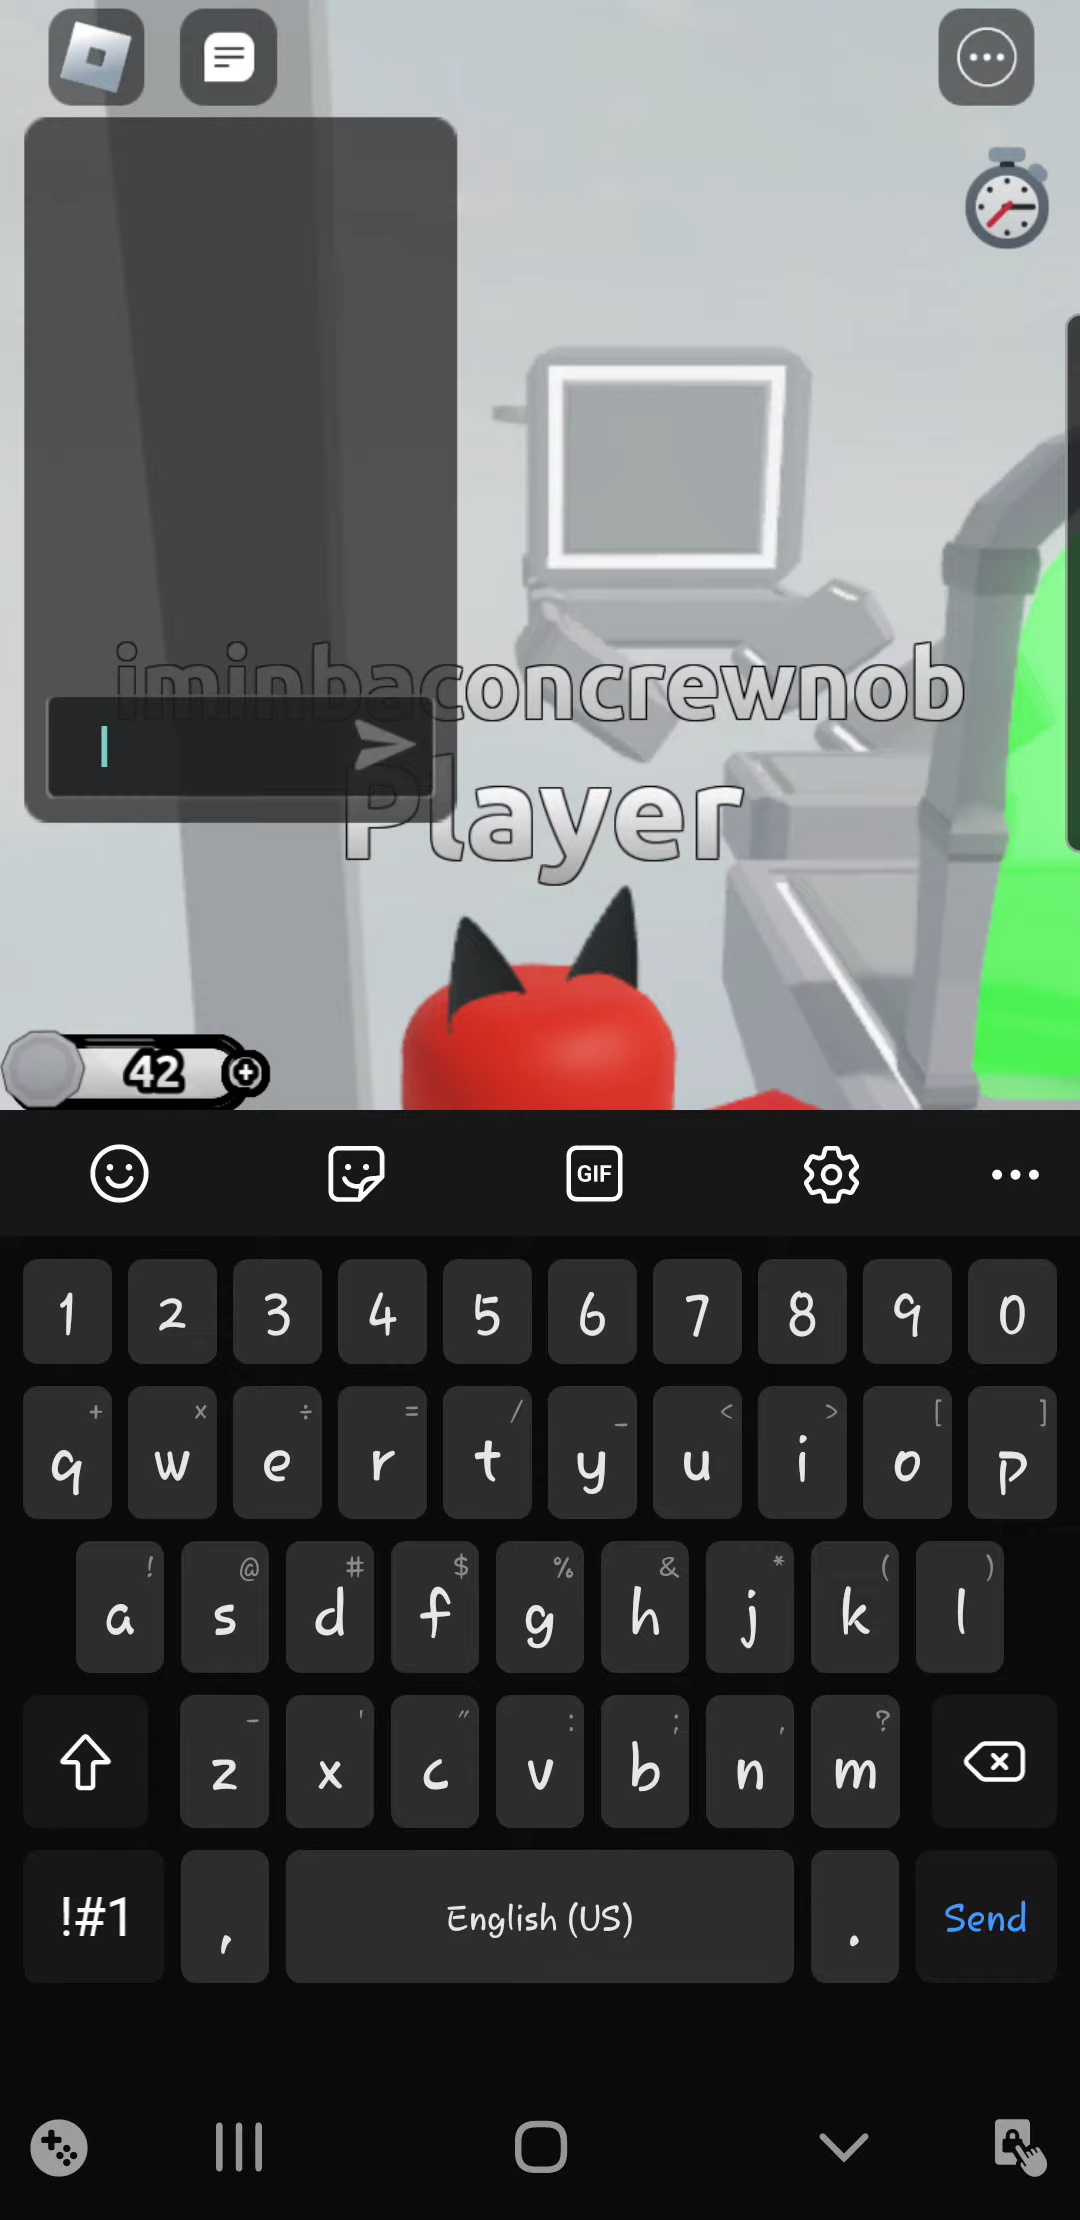 iminbaconcrewnob
Player
42
GIF
1 2 3 4 5 6 7 8 9 0
+ × ÷ = / _ < > [ ]
q w e r t y u i o p
! @ # $ % & * ( )
a s d f g h j k l
- ' " : ; , ?
z x c v b n m
!#1 , English (US) . Send